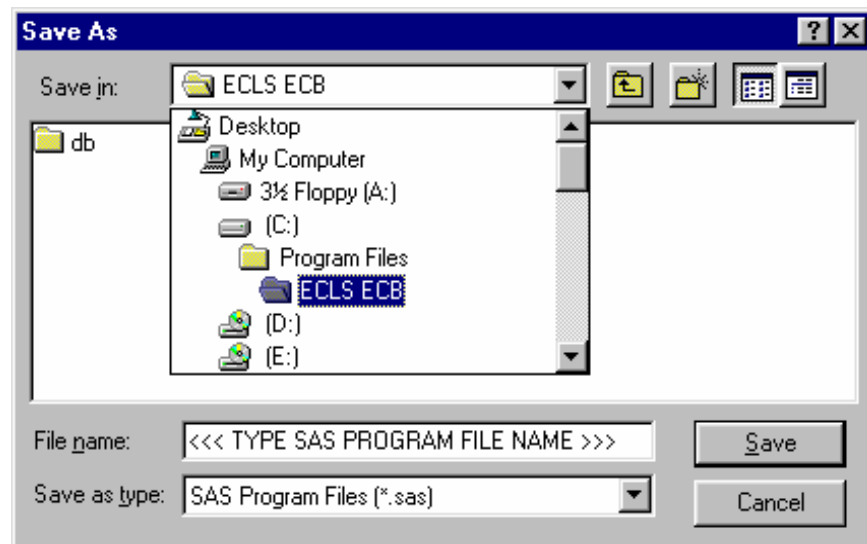 Save As
Save in: ECLS ECB
db
Desktop
My Computer
3½ Floppy (A:)
(C:)
Program Files
ECLS ECB
(D:)
(E:)
File name: <<< TYPE SAS PROGRAM FILE NAME >>> Save
Save as type: SAS Program Files (*.sas) Cancel